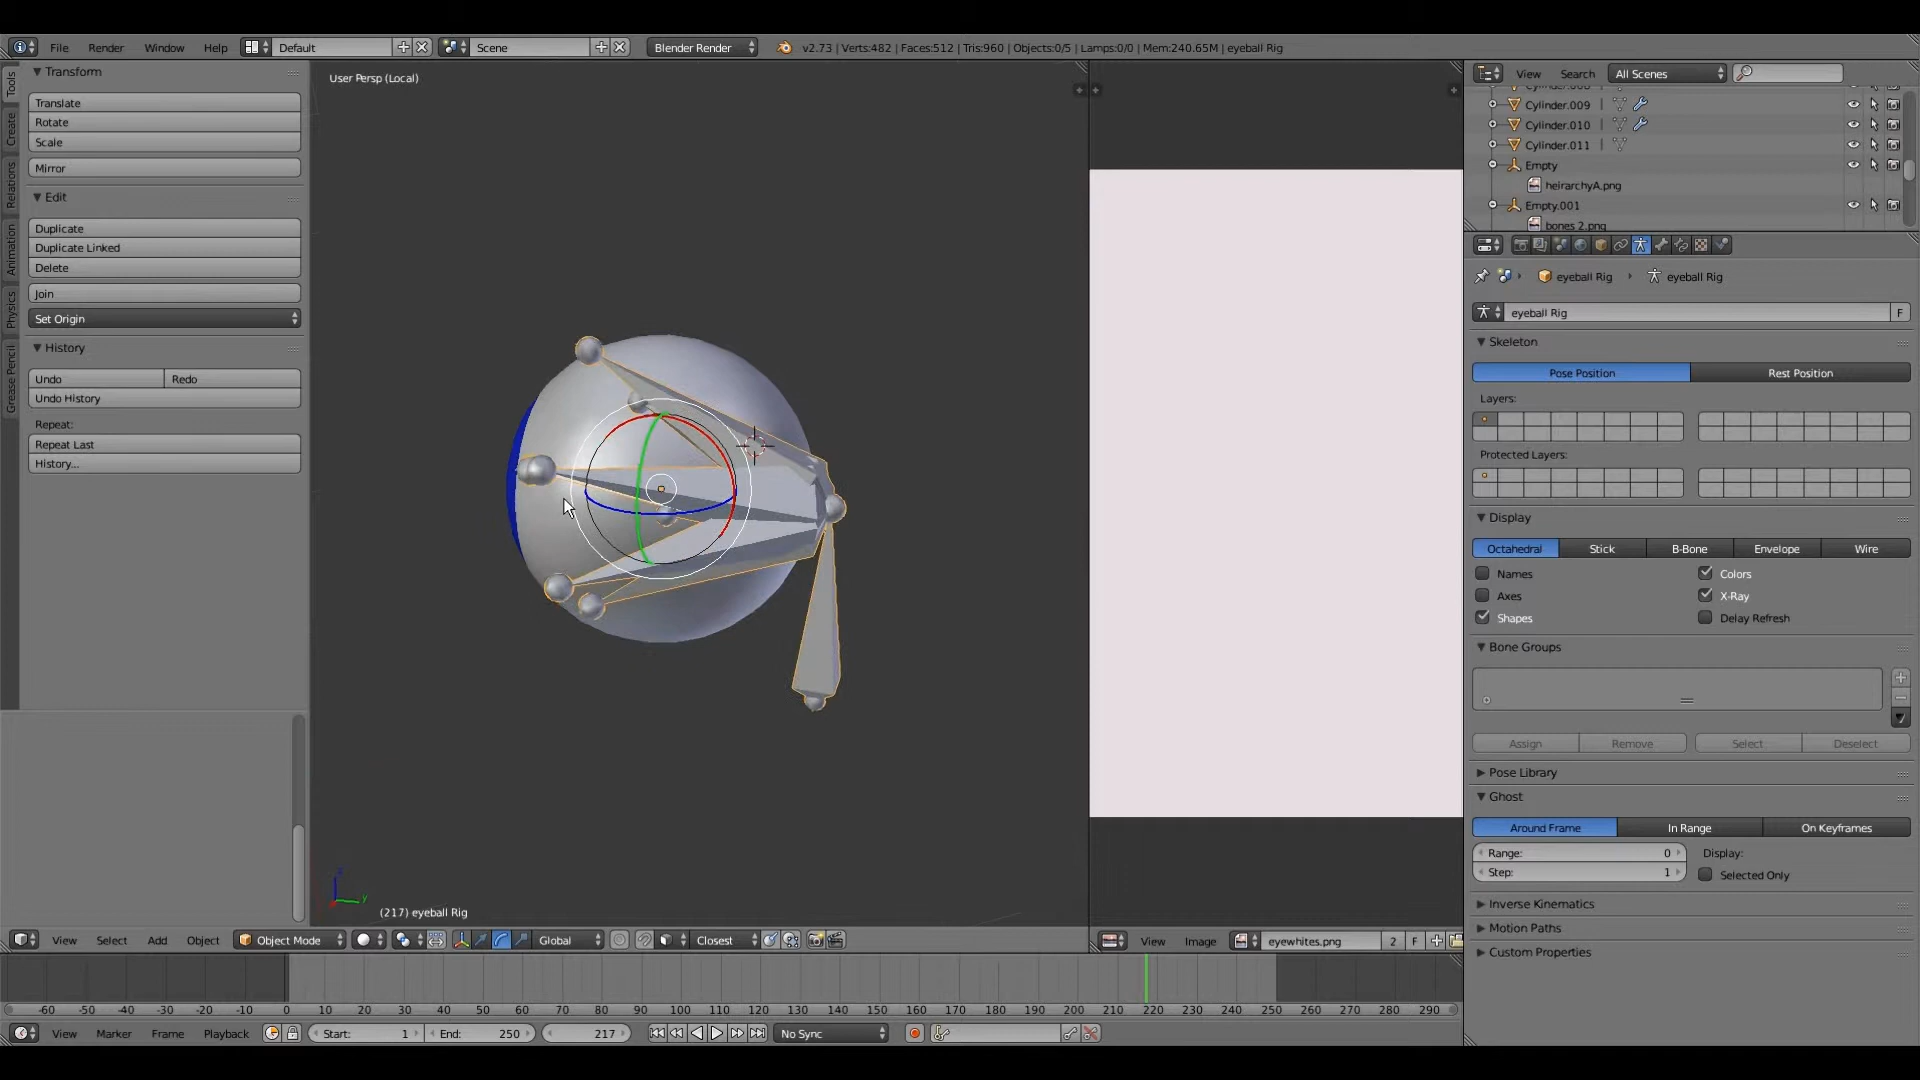 File Render Window Help Default Scene Blender Render v2.73 | Verts:482 | Faces:512 | Tris:960 | Objects:0/5 | Lamps:0/0 | Mem:240.65M | eyeball Rig
Tools
Create
Relations
Animation
Physics
Grease Pencil
Transform
Translate
Rotate
Scale
Mirror
Edit
Duplicate
Duplicate Linked
Delete
Join
Set Origin
History
Undo Redo
Undo History
Repeat:
Repeat Last
History...
User Persp (Local)
z
y
(217) eyeball Rig
View Select Add Object Object Mode Global Closest
View Image eyewhites.png 2 F
View Search All Scenes
Cylinder.008
Cylinder.009
Cylinder.010
Cylinder.011
Empty
heirarchyA.png
Empty.001
bones 2.png
eyeball Rig eyeball Rig
eyeball Rig F
Skeleton
Pose Position Rest Position
Layers:
Protected Layers:
Display
Octahedral Stick B-Bone Envelope Wire
Names Colors
Axes X-Ray
Shapes Delay Refresh
Bone Groups
Assign Remove Select Deselect
Pose Library
Ghost
Around Frame In Range On Keyframes
Range: 0 Display:
Step: 1 Selected Only
Inverse Kinematics
Motion Paths
Custom Properties
-60 -50 -40 -30 -20 -10 0 10 20 30 40 50 60 70 80 90 100 110 120 130 140 150 160 170 180 190 200 210 220 230 240 250 260 270 280 290
View Marker Frame Playback Start: 1 End: 250 217 No Sync